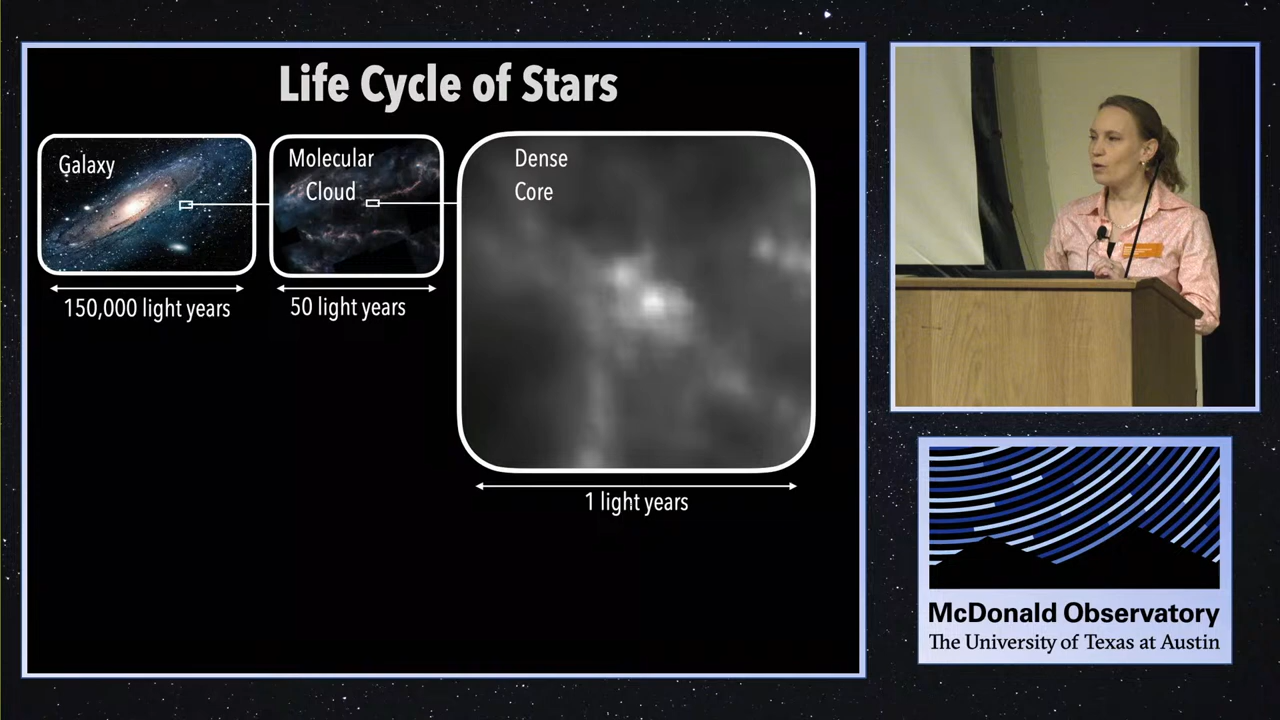 Life Cycle of Stars
Galaxy
Molecular
Cloud
Dense
Core
150,000 light years
50 light years
1 light years
McDonald Observatory
The University of Texas at Austin